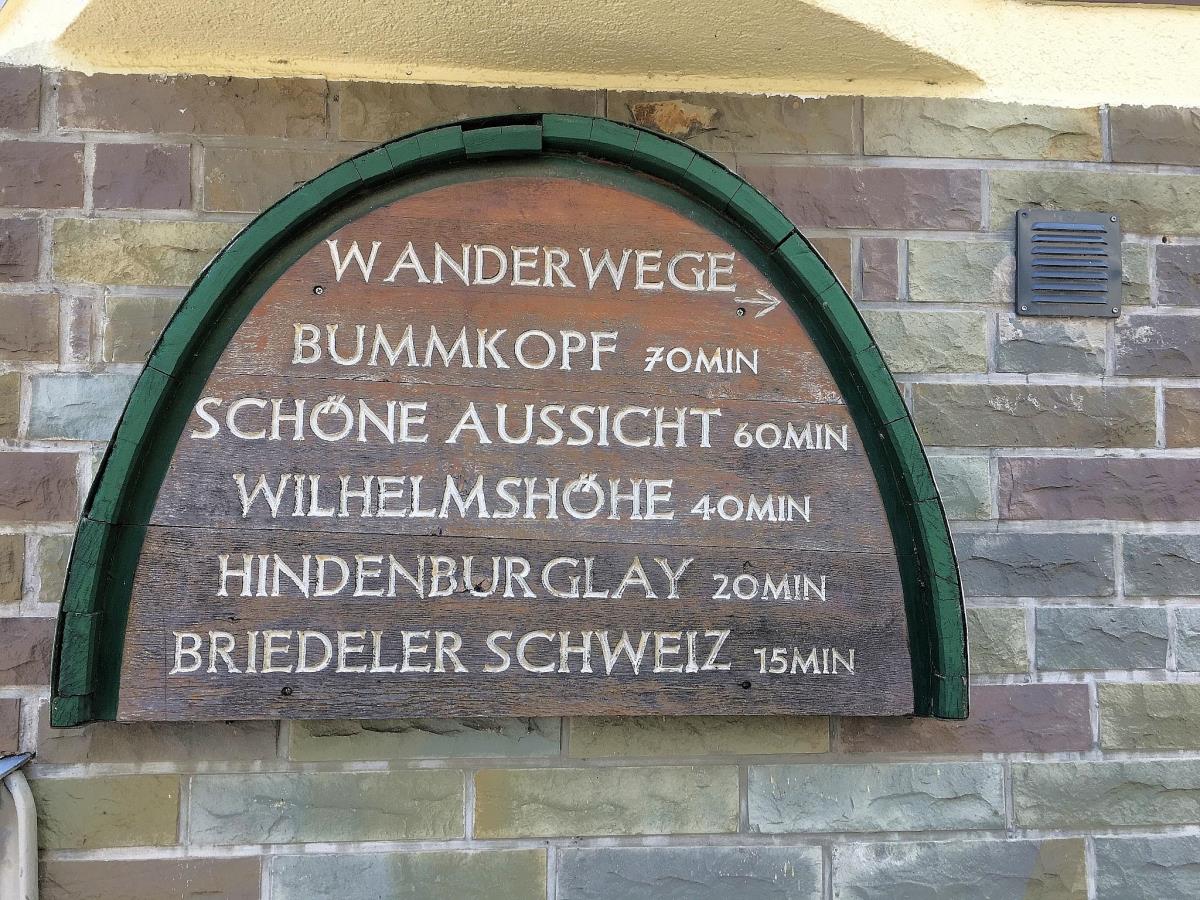 WANDERWEGE
BUMMKOPF 70MIN
SCHÖNE AUSSICHT 60MIN
WILHELMSHÖHE 40MIN
HINDENBURGLAY 20MIN
BRIEDELER SCHWEIZ 15MIN